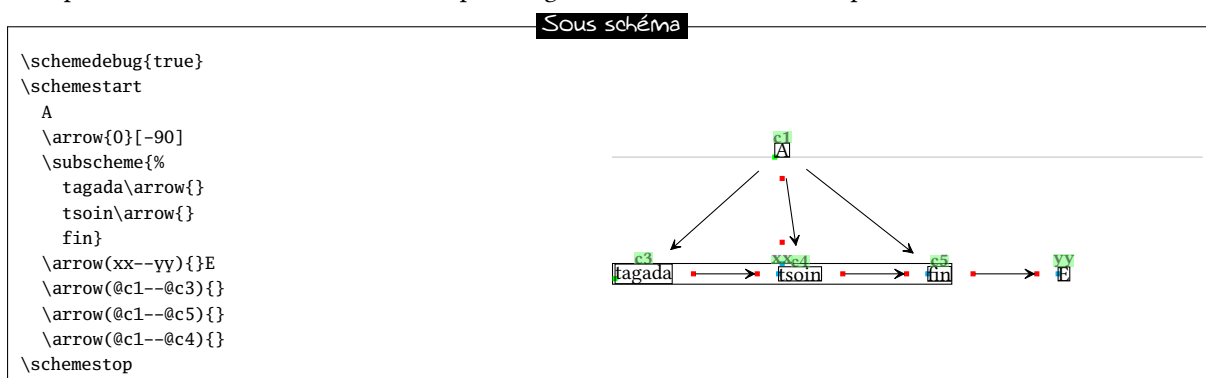 Sous schéma
\schemedebug{true}
\schemestart
A
\arrow{0}[-90]
\subscheme{%
tagada\arrow{}
tsoin\arrow{}
fin}
\arrow(xx--yy){}E
\arrow(@c1--@c3){}
\arrow(@c1--@c5){}
\arrow(@c1--@c4){}
\schemestop
c1
A
c3 xx c4 c5 yy
tagada tsoin fin E